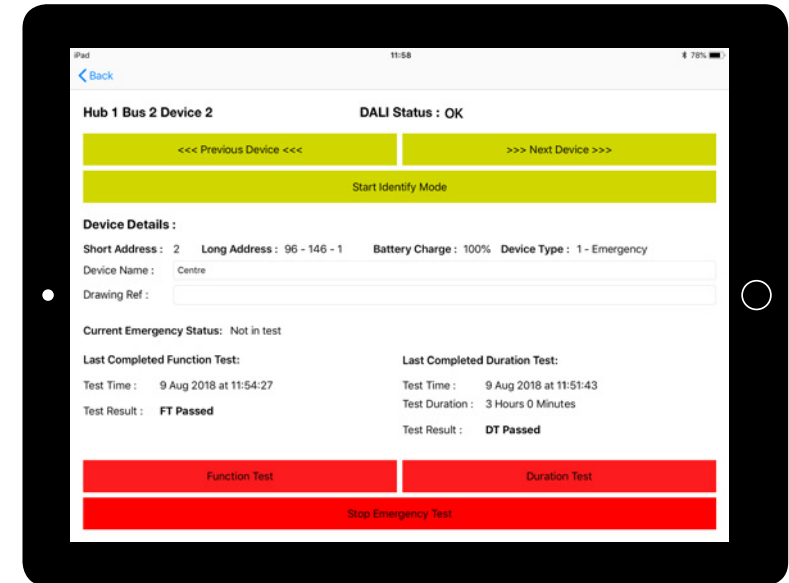 iPad 11:58 78%
Back
Hub 1 Bus 2 Device 2 DALI Status : OK
<<< Previous Device <<< >>> Next Device >>>
Start Identify Mode
Device Details :
Short Address : 2 Long Address : 96 - 146 - 1 Battery Charge : 100% Device Type : 1 - Emergency
Device Name : Centre
Drawing Ref :
Current Emergency Status: Not in test
Last Completed Function Test: Last Completed Duration Test:
Test Time : 9 Aug 2018 at 11:54:27 Test Time : 9 Aug 2018 at 11:51:43
Test Duration : 3 Hours 0 Minutes
Test Result : FT Passed
Test Result : DT Passed
Function Test Duration Test
Stop Emergency Test